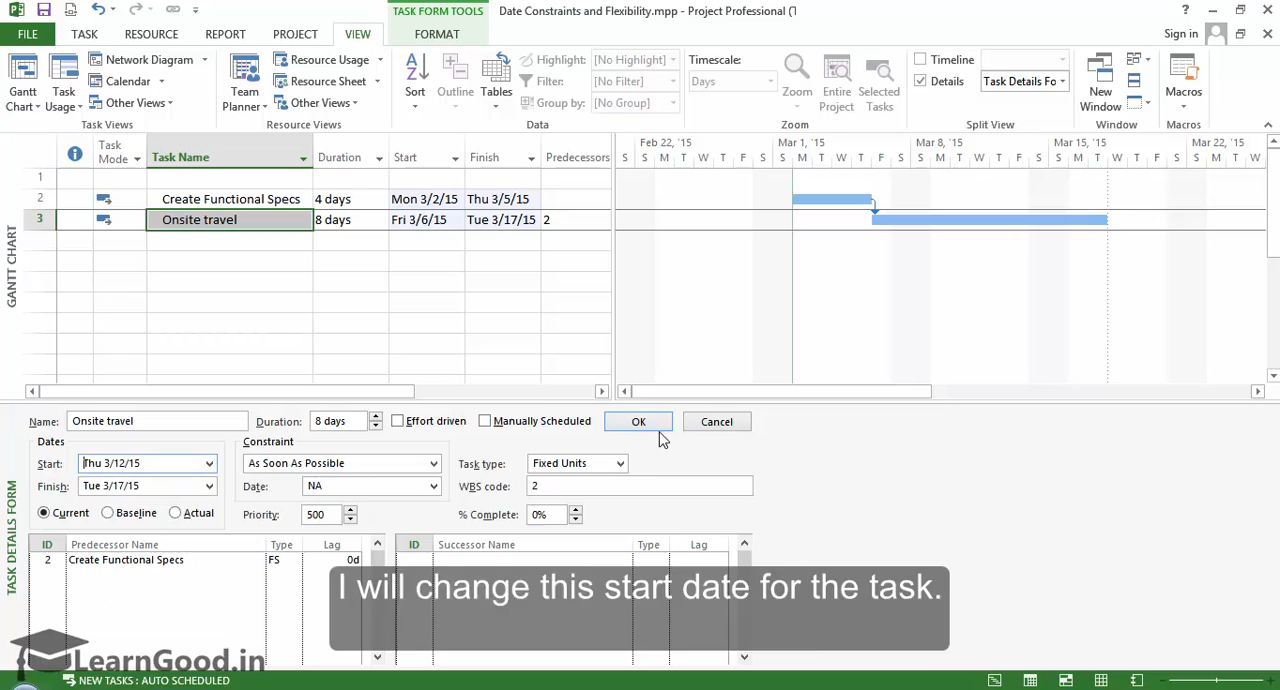 TASK FORM TOOLS
Date Constraints and Flexibility.mpp - Project Professional (T
FILE TASK RESOURCE REPORT PROJECT VIEW FORMAT
Sign in
Gantt Chart
Task Usage
Network Diagram
Calendar
Other Views
Task Views
Team Planner
Resource Usage
Resource Sheet
Other Views
Resource Views
Sort
Outline
Tables
Highlight: [No Highlight]
Filter: [No Filter]
Group by: [No Group]
Data
Timescale:
Days
Zoom
Entire Project
Selected Tasks
Zoom
Timeline
Details Task Details Fo
Split View
New Window
Window
Macros
Macros
Task Mode Task Name Duration Start Finish Predecessors
Feb 22, '15 Mar 1, '15 Mar 8, '15 Mar 15, '15 Mar 22, '15
S S M T W T F S S M T W T F S S M T W T F S S M T W T F S S M T W
1
2 Create Functional Specs 4 days Mon 3/2/15 Thu 3/5/15
3 Onsite travel 8 days Fri 3/6/15 Tue 3/17/15 2
GANTT CHART
Name: Onsite travel Duration: 8 days Effort driven Manually Scheduled OK Cancel
Dates Constraint
Start: Thu 3/12/15 As Soon As Possible Task type: Fixed Units
Finish: Tue 3/17/15 Date: NA WBS code: 2
Current Baseline Actual Priority: 500 % Complete: 0%
ID Predecessor Name Type Lag ID Successor Name Type Lag
2 Create Functional Specs FS 0d
TASK DETAILS FORM
I will change this start date for the task.
LearnGood.in
NEW TASKS : AUTO SCHEDULED